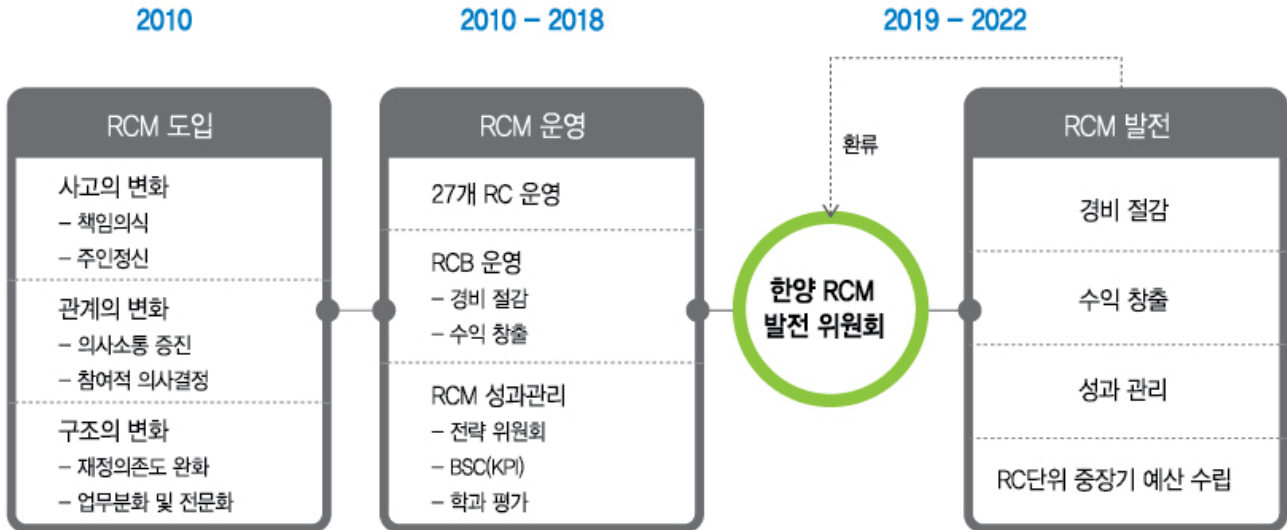 2010
2010 – 2018
2019 – 2022
RCM 도입
사고의 변화
– 책임의식
– 주인정신
관계의 변화
– 의사소통 증진
– 참여적 의사결정
구조의 변화
– 재정의존도 완화
– 업무분화 및 전문화
RCM 운영
27개 RC 운영
RCB 운영
– 경비 절감
– 수익 창출
RCM 성과관리
– 전략 위원회
– BSC(KPI)
– 학과 평가
환류
한양 RCM
발전 위원회
RCM 발전
경비 절감
수익 창출
성과 관리
RC단위 중장기 예산 수립